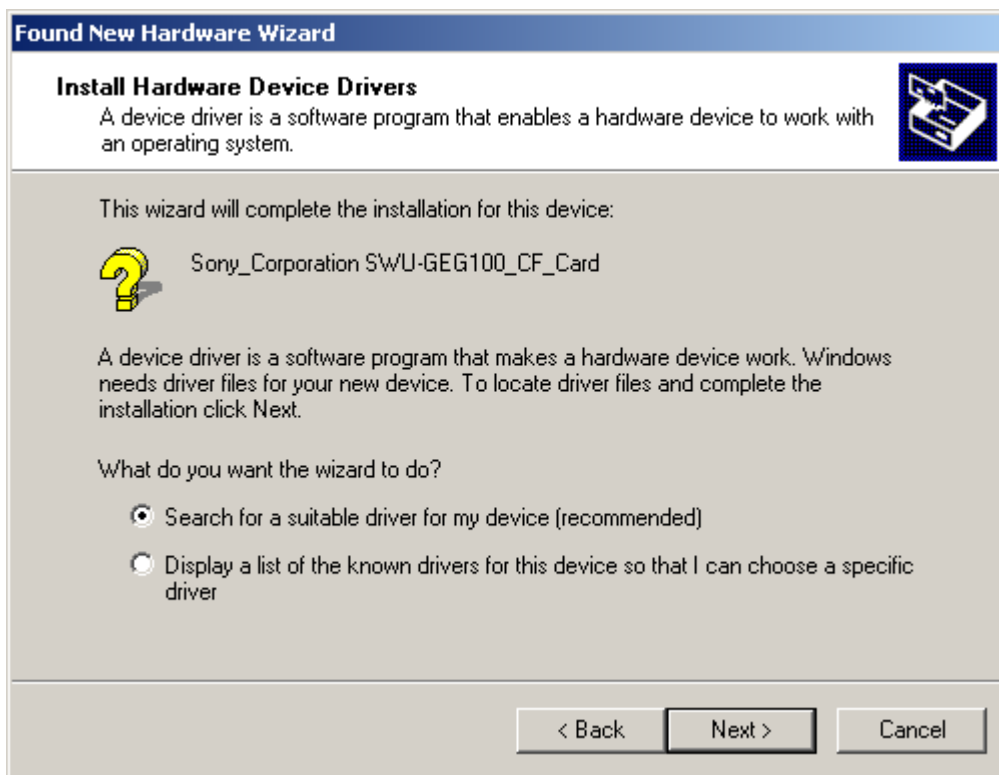 Found New Hardware Wizard
Install Hardware Device Drivers
A device driver is a software program that enables a hardware device to work with
an operating system.
This wizard will complete the installation for this device:
Sony_Corporation SWU-GEG100_CF_Card
A device driver is a software program that makes a hardware device work. Windows
needs driver files for your new device. To locate driver files and complete the
installation click Next.
What do you want the wizard to do?
Search for a suitable driver for my device (recommended)
Display a list of the known drivers for this device so that I can choose a specific
driver
< Back Next > Cancel